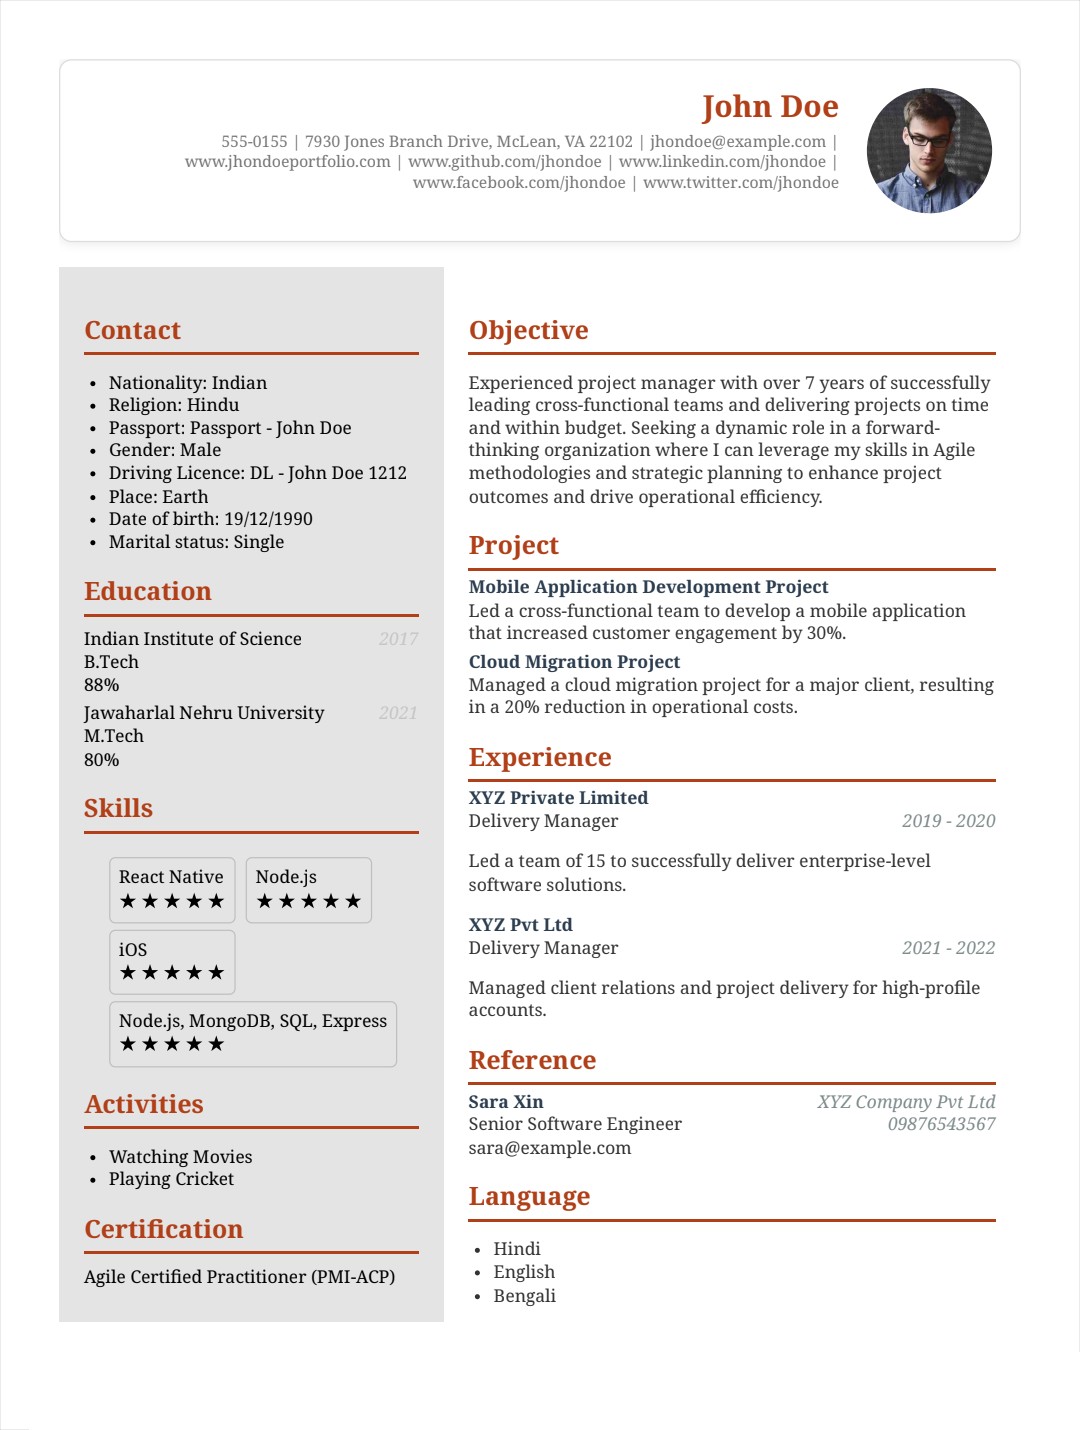 John Doe
555-0155 | 7930 Jones Branch Drive, McLean, VA 22102 | jhondoe@example.com |
www.jhondoeportfolio.com | www.github.com/jhondoe | www.linkedin.com/jhondoe |
www.facebook.com/jhondoe | www.twitter.com/jhondoe
Contact
• Nationality: Indian
• Religion: Hindu
• Passport: Passport - John Doe
• Gender: Male
• Driving Licence: DL - John Doe 1212
• Place: Earth
• Date of birth: 19/12/1990
• Marital status: Single
Education
Indian Institute of Science 2017
B.Tech
88%
Jawaharlal Nehru University 2021
M.Tech
80%
Skills
React Native
★★★★★
Node.js
★★★★★
iOS
★★★★★
Node.js, MongoDB, SQL, Express
★★★★★
Activities
• Watching Movies
• Playing Cricket
Certification
Agile Certified Practitioner (PMI-ACP)
Objective
Experienced project manager with over 7 years of successfully
leading cross-functional teams and delivering projects on time
and within budget. Seeking a dynamic role in a forward-
thinking organization where I can leverage my skills in Agile
methodologies and strategic planning to enhance project
outcomes and drive operational efficiency.
Project
Mobile Application Development Project
Led a cross-functional team to develop a mobile application
that increased customer engagement by 30%.
Cloud Migration Project
Managed a cloud migration project for a major client, resulting
in a 20% reduction in operational costs.
Experience
XYZ Private Limited
Delivery Manager 2019 - 2020
Led a team of 15 to successfully deliver enterprise-level
software solutions.
XYZ Pvt Ltd
Delivery Manager 2021 - 2022
Managed client relations and project delivery for high-profile
accounts.
Reference
Sara Xin XYZ Company Pvt Ltd
Senior Software Engineer 09876543567
sara@example.com
Language
• Hindi
• English
• Bengali